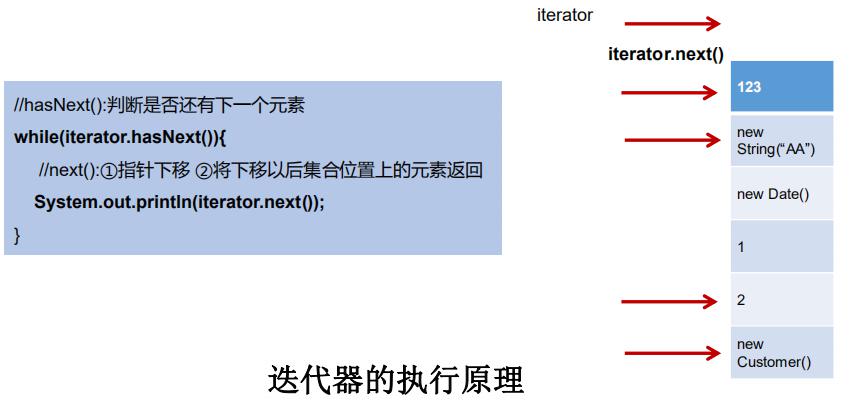 iterator
iterator.next()
//hasNext():判断是否还有下一个元素
while(iterator.hasNext()){
//next():①指针下移 ②将下移以后集合位置上的元素返回
System.out.println(iterator.next());
}
123
new
String(“AA”)
new Date()
1
2
new
Customer()
迭代器的执行原理